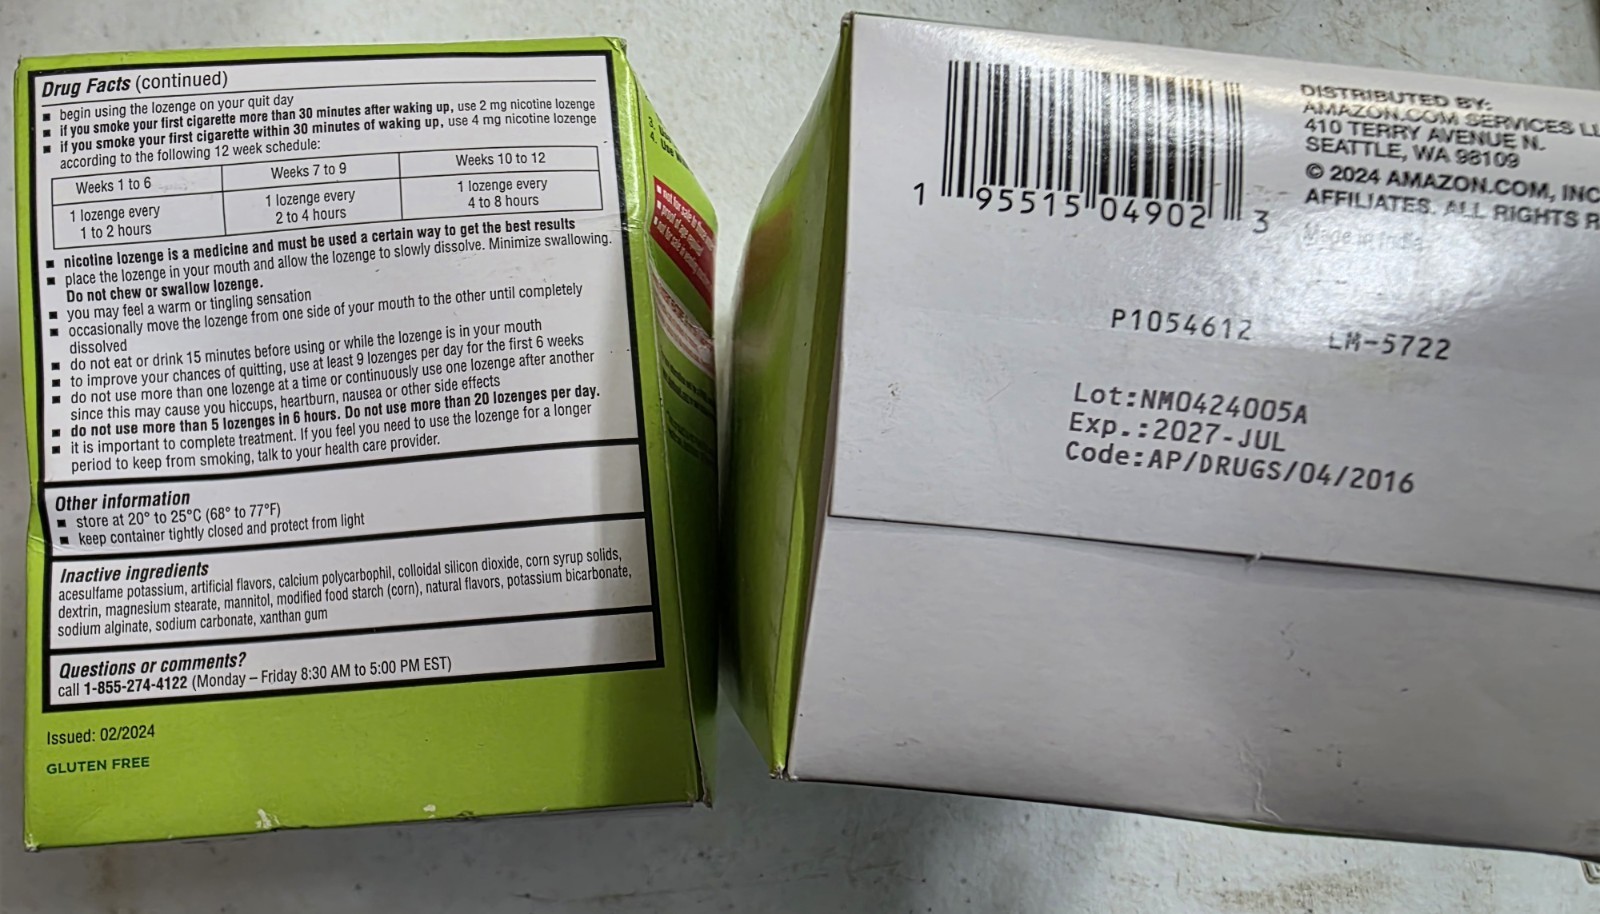 Drug Facts (continued)
■ begin using the lozenge on your quit day
■ if you smoke your first cigarette more than 30 minutes after waking up, use 2 mg nicotine lozenge
■ if you smoke your first cigarette within 30 minutes of waking up, use 4 mg nicotine lozenge
according to the following 12 week schedule:
Weeks 1 to 6 Weeks 7 to 9 Weeks 10 to 12
1 lozenge every 1 lozenge every 1 lozenge every
1 to 2 hours 2 to 4 hours 4 to 8 hours
■ nicotine lozenge is a medicine and must be used a certain way to get the best results
■ place the lozenge in your mouth and allow the lozenge to slowly dissolve. Minimize swallowing.
Do not chew or swallow lozenge.
■ you may feel a warm or tingling sensation
■ occasionally move the lozenge from one side of your mouth to the other until completely
dissolved
■ do not eat or drink 15 minutes before using or while the lozenge is in your mouth
■ to improve your chances of quitting, use at least 9 lozenges per day for the first 6 weeks
■ do not use more than one lozenge at a time or continuously use one lozenge after another
since this may cause you hiccups, heartburn, nausea or other side effects
■ do not use more than 5 lozenges in 6 hours. Do not use more than 20 lozenges per day.
■ it is important to complete treatment. If you feel you need to use the lozenge for a longer
period to keep from smoking, talk to your health care provider.
Other information
■ store at 20° to 25°C (68° to 77°F)
■ keep container tightly closed and protect from light
Inactive ingredients
acesulfame potassium, artificial flavors, calcium polycarbophil, colloidal silicon dioxide, corn syrup solids,
dextrin, magnesium stearate, mannitol, modified food starch (corn), natural flavors, potassium bicarbonate,
sodium alginate, sodium carbonate, xanthan gum
Questions or comments?
call 1-855-274-4122 (Monday – Friday 8:30 AM to 5:00 PM EST)
Issued: 02/2024
GLUTEN FREE
1 95515 04902 3
DISTRIBUTED BY:
AMAZON.COM SERVICES
410 TERRY AVENUE N.
SEATTLE, WA 98109
© 2024 AMAZON.COM, INC
AFFILIATES. ALL RIGHTS
Made in
P1054612 LM-5722
Lot:NM0424005A
Exp.:2027-JUL
Code:AP/DRUGS/04/2016